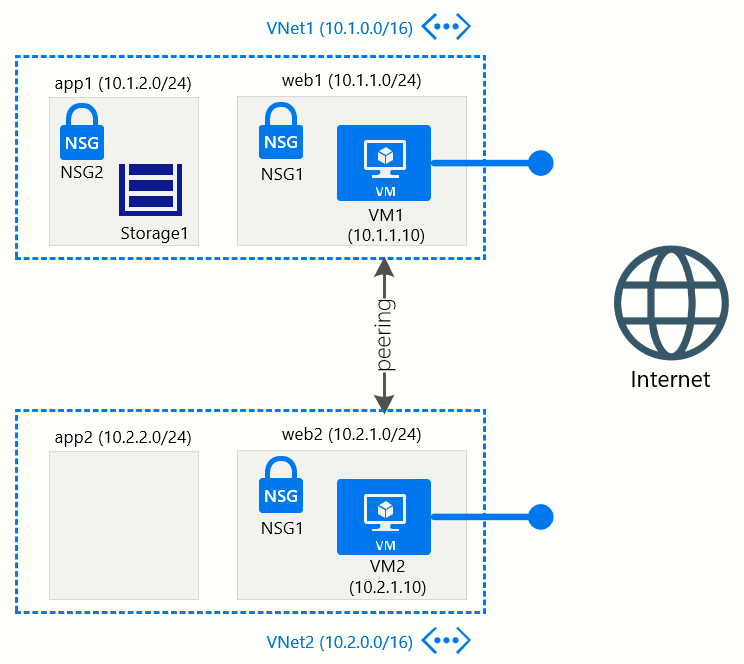 VNet1 (10.1.0.0/16)
app1 (10.1.2.0/24)
web1 (10.1.1.0/24)
NSG
NSG2
Storage1
NSG
NSG1
VM
VM1
(10.1.1.10)
peering
Internet
app2 (10.2.2.0/24)
web2 (10.2.1.0/24)
NSG
NSG1
VM
VM2
(10.2.1.10)
VNet2 (10.2.0.0/16)